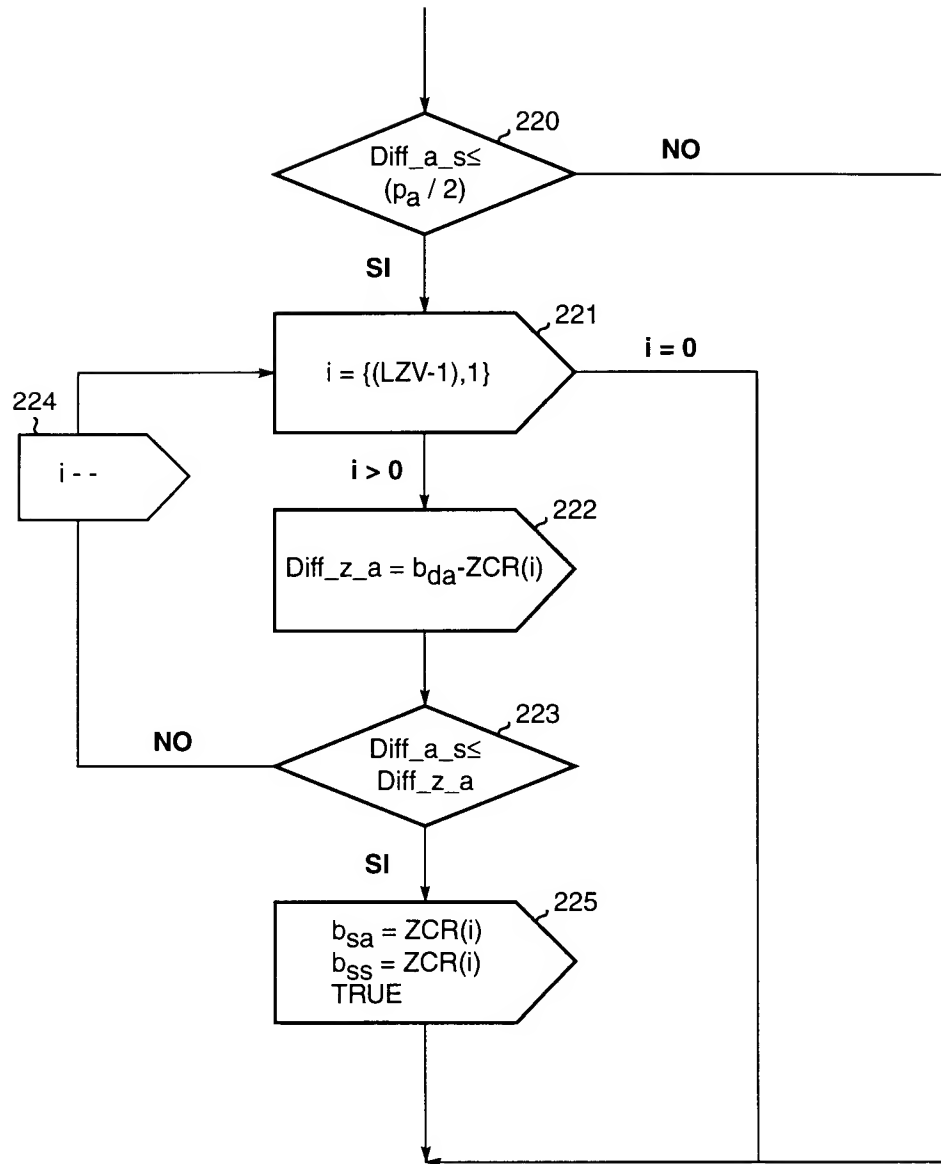 220
Diff_a_s≤
(pa / 2)
NO
SI
221
i = {(LZV-1),1}
i = 0
224
i - -
i > 0
222
Diff_z_a = bda-ZCR(i)
223
Diff_a_s≤
Diff_z_a
NO
SI
225
bsa = ZCR(i)
bss = ZCR(i)
TRUE